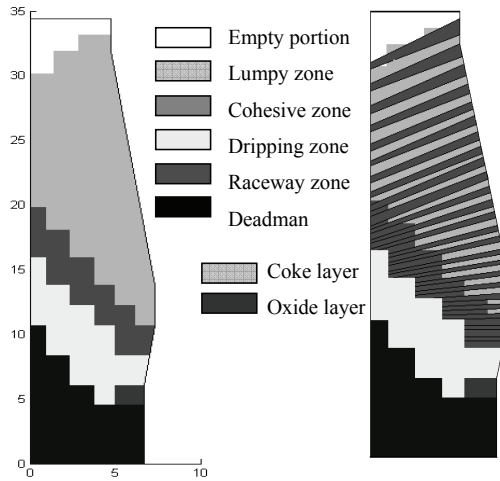 35
30
25
20
15
10
5
0
0
5
10
Empty portion
Lumpy zone
Cohesive zone
Dripping zone
Raceway zone
Deadman
Coke layer
Oxide layer